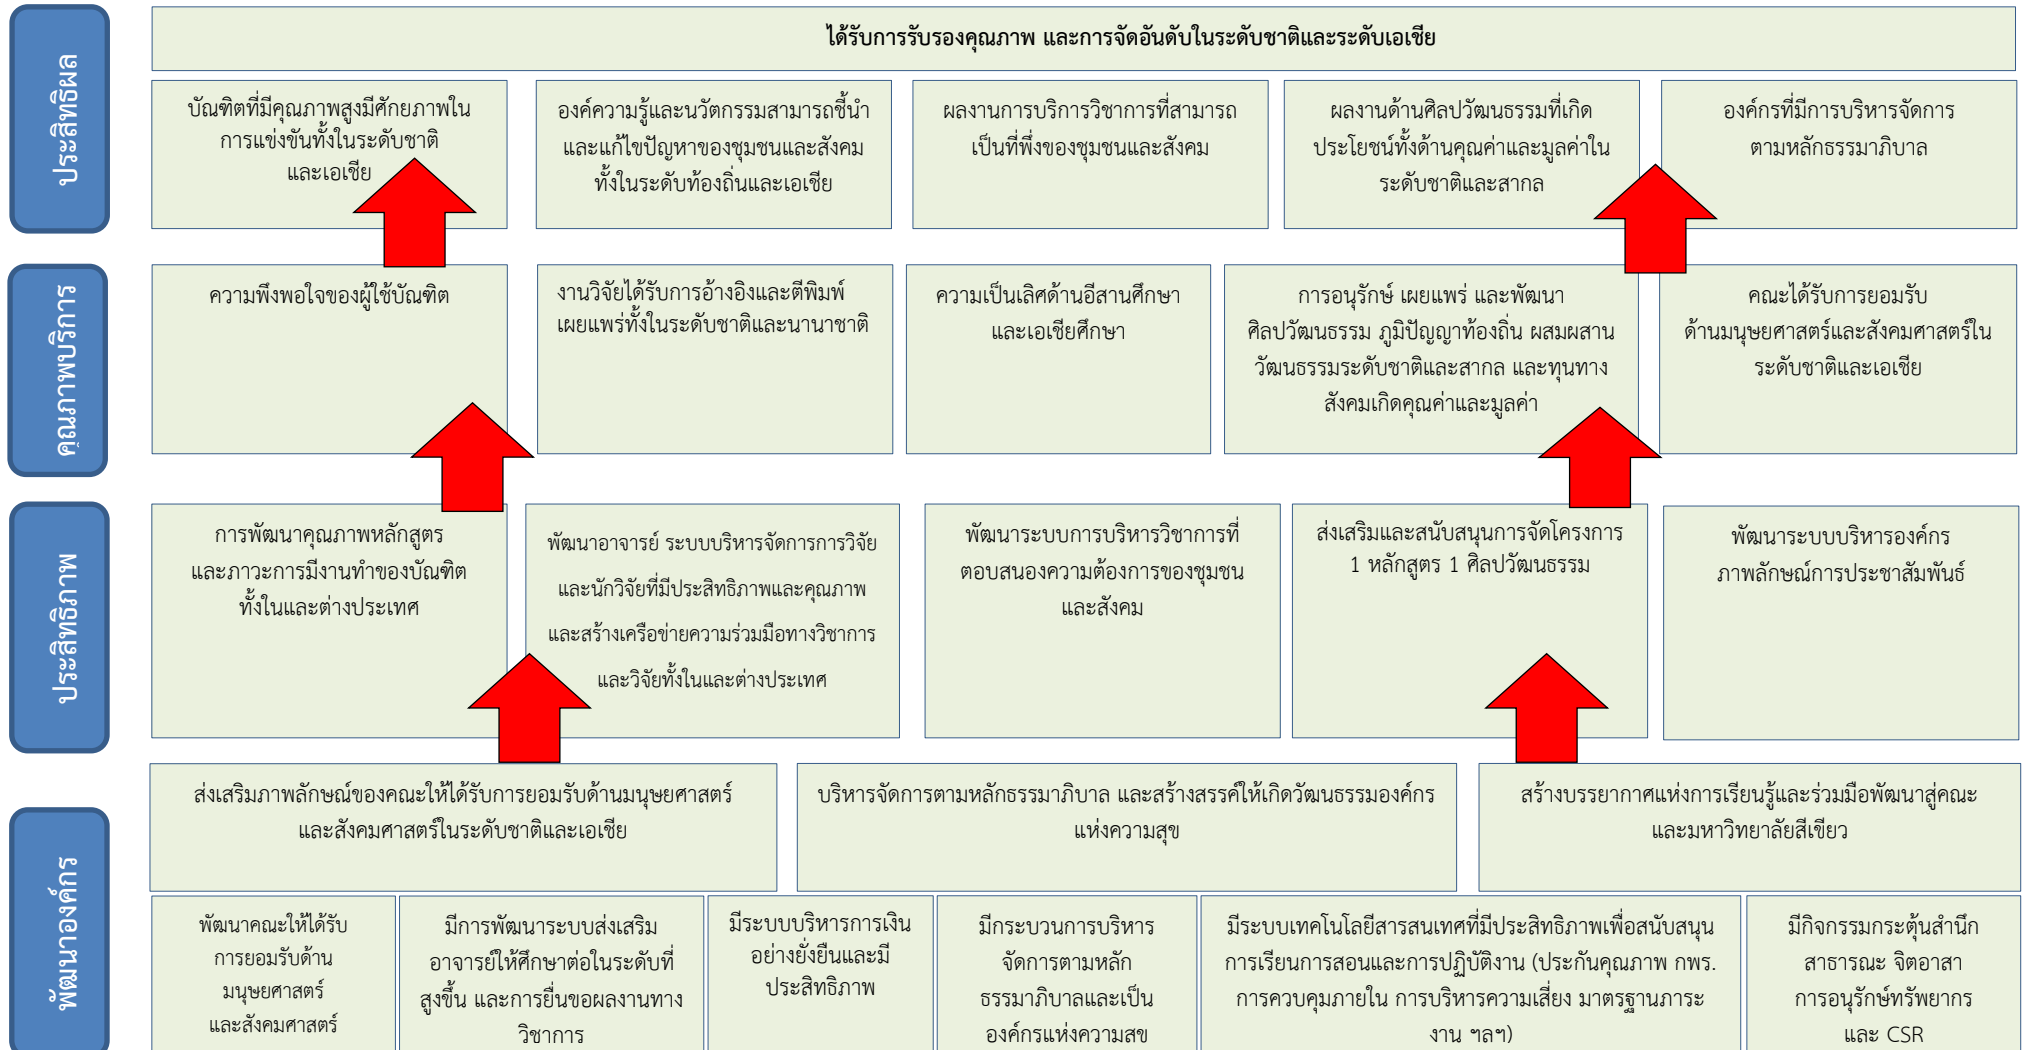 ประสิทธิผล
ได้รับการรับรองคุณภาพ และการจัดอันดับในระดับชาติและระดับเอเชีย
บัณฑิตที่มีคุณภาพสูงมีศักยภาพใน
การแข่งขันทั้งในระดับชาติ
และเอเชีย
องค์ความรู้และนวัตกรรมสามารถชี้นำ
และแก้ไขปัญหาของชุมชนและสังคม
ทั้งในระดับท้องถิ่นและเอเชีย
ผลงานการบริการวิชาการที่สามารถ
เป็นที่พึ่งของชุมชนและสังคม
ผลงานด้านศิลปวัฒนธรรมที่เกิด
ประโยชน์ทั้งด้านคุณค่าและมูลค่าใน
ระดับชาติและสากล
องค์กรที่มีการบริหารจัดการ
ตามหลักธรรมาภิบาล
คุณภาพบริการ
ความพึงพอใจของผู้ใช้บัณฑิต
งานวิจัยได้รับการอ้างอิงและตีพิมพ์
เผยแพร่ทั้งในระดับชาติและนานาชาติ
ความเป็นเลิศด้านอีสานศึกษา
และเอเชียศึกษา
การอนุรักษ์ เผยแพร่ และพัฒนา
ศิลปวัฒนธรรม ภูมิปัญญาท้องถิ่น ผสมผสาน
วัฒนธรรมระดับชาติและสากล และทุนทาง
สังคมเกิดคุณค่าและมูลค่า
คณะได้รับการยอมรับ
ด้านมนุษยศาสตร์และสังคมศาสตร์ใน
ระดับชาติและเอเชีย
ประสิทธิภาพ
การพัฒนาคุณภาพหลักสูตร
และภาวะการมีงานทำของบัณฑิต
ทั้งในและต่างประเทศ
พัฒนาอาจารย์ ระบบบริหารจัดการการวิจัย
และนักวิจัยที่มีประสิทธิภาพและคุณภาพ
และสร้างเครือข่ายความร่วมมือทางวิชาการ
และวิจัยทั้งในและต่างประเทศ
พัฒนาระบบการบริหารวิชาการที่
ตอบสนองความต้องการของชุมชน
และสังคม
ส่งเสริมและสนับสนุนการจัดโครงการ
1 หลักสูตร 1 ศิลปวัฒนธรรม
พัฒนาระบบบริหารองค์กร
ภาพลักษณ์การประชาสัมพันธ์
พัฒนาองค์กร
ส่งเสริมภาพลักษณ์ของคณะให้ได้รับการยอมรับด้านมนุษยศาสตร์
และสังคมศาสตร์ในระดับชาติและเอเชีย
บริหารจัดการตามหลักธรรมาภิบาล และสร้างสรรค์ให้เกิดวัฒนธรรมองค์กร
แห่งความสุข
สร้างบรรยากาศแห่งการเรียนรู้และร่วมมือพัฒนาสู่คณะ
และมหาวิทยาลัยสีเขียว
พัฒนาคณะให้ได้รับ
การยอมรับด้าน
มนุษยศาสตร์
และสังคมศาสตร์
มีการพัฒนาระบบส่งเสริม
อาจารย์ให้ศึกษาต่อในระดับที่
สูงขึ้น และการยื่นขอผลงานทาง
วิชาการ
มีระบบบริหารการเงิน
อย่างยั่งยืนและมี
ประสิทธิภาพ
มีกระบวนการบริหาร
จัดการตามหลัก
ธรรมาภิบาลและเป็น
องค์กรแห่งความสุข
มีระบบเทคโนโลยีสารสนเทศที่มีประสิทธิภาพเพื่อสนับสนุน
การเรียนการสอนและการปฏิบัติงาน (ประกันคุณภาพ กพร.
การควบคุมภายใน การบริหารความเสี่ยง มาตรฐานภาระ
งาน ฯลฯ)
มีกิจกรรมกระตุ้นสำนึก
สาธารณะ จิตอาสา
การอนุรักษ์ทรัพยากร
และ CSR